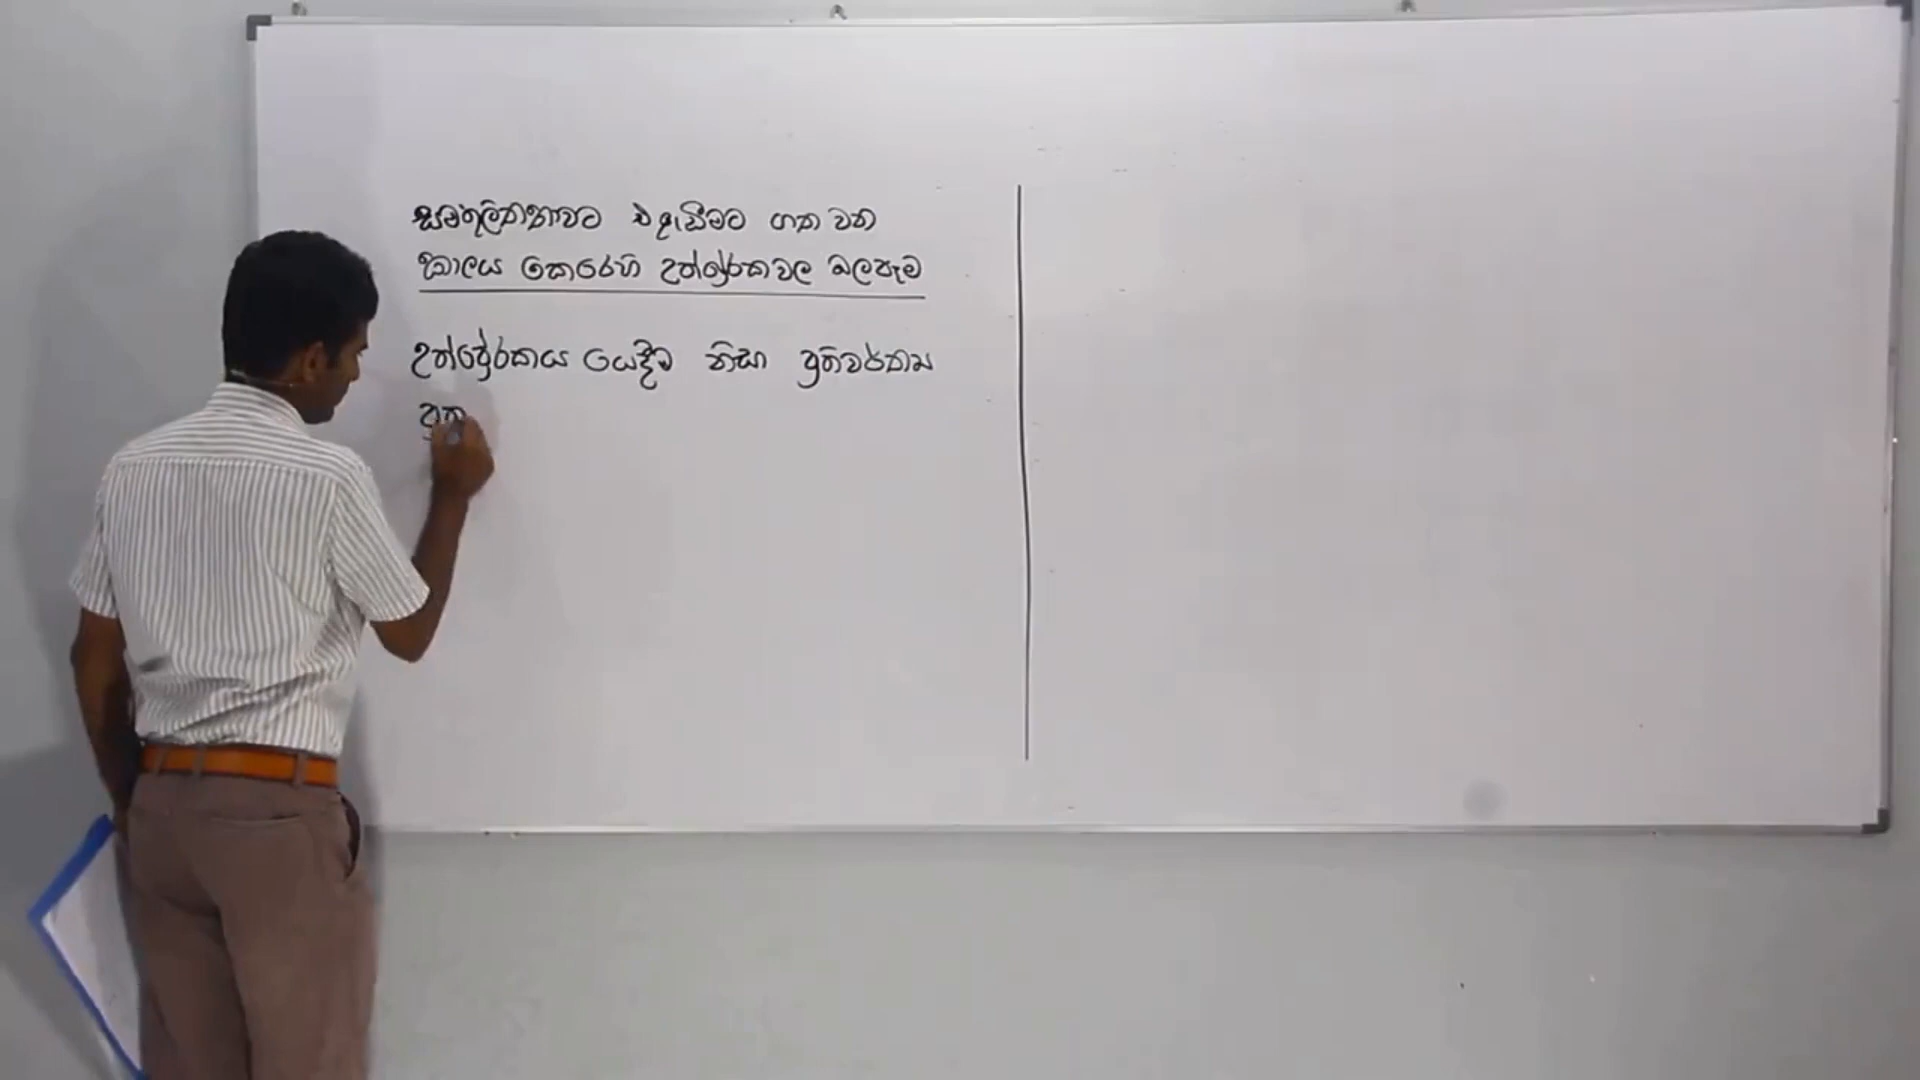 සමතුලිතතාවට එළැඹීමට ගත වන
කාලය කෙරෙහි උත්ප්‍රේරකවල බලපෑම
උත්ප්‍රේරකය යෙදීම නිසා ප්‍රතිවර්තන